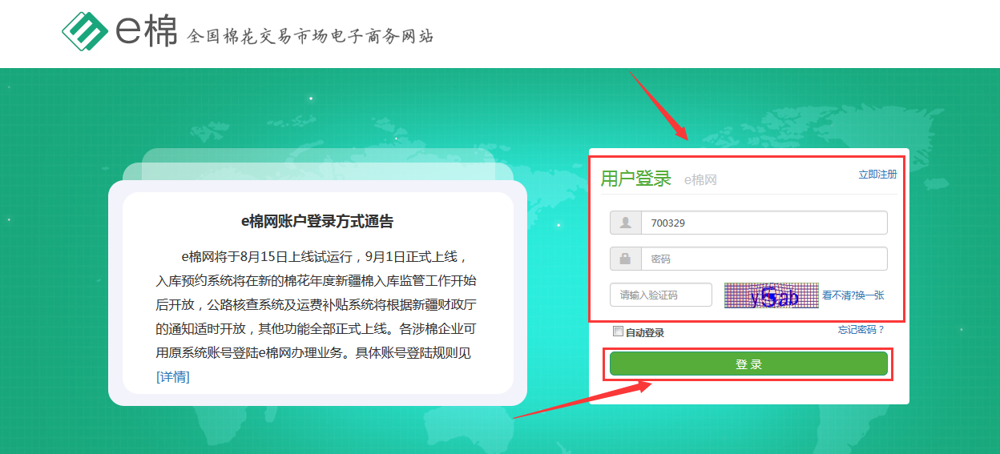 e棉 全国棉花交易市场电子商务网站
e棉网账户登录方式通告
e棉网将于8月15日上线试运行，9月1日正式上线，
入库预约系统将在新的棉花年度新疆棉入库监管工作开始
后开放，公路核查系统及运费补贴系统将根据新疆财政厅
的通知适时开放，其他功能全部正式上线。各涉棉企业可
用原系统账号登陆e棉网办理业务。具体账号登陆规则见
[详情]
用户登录 e棉网 立即注册
700329
密码
请输入验证码 y5ab 看不清?换一张
自动登录 忘记密码？
登 录